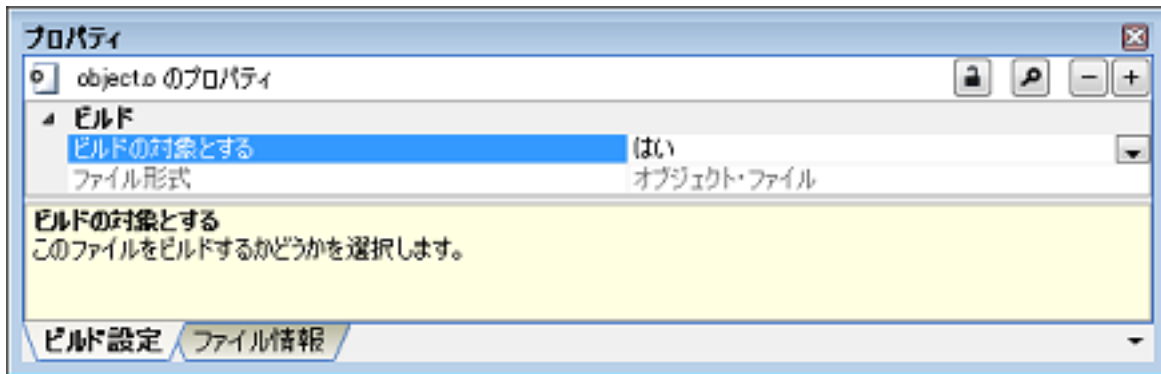 プロパティ
object.o のプロパティ
ビルド
ビルドの対象とする はい
ファイル形式 オブジェクト・ファイル
ビルドの対象とする
このファイルをビルドするかどうかを選択します。
ビルド設定 ファイル情報